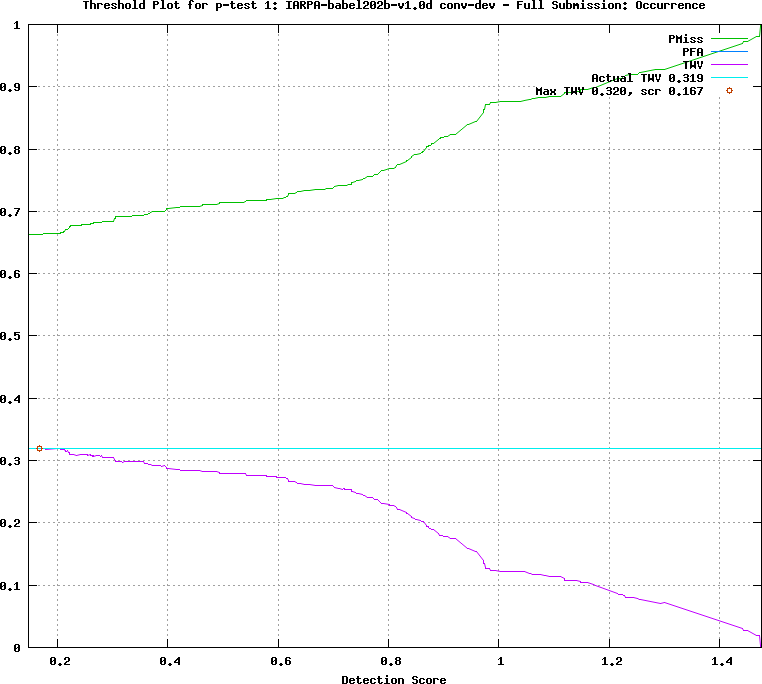 Threshold Plot for p-test 1: IARPA-babel202b-v1.0d conv-dev - Full Submission: Occurrence
1
PMiss
PFA
TWV
Actual TWV 0.319
Max TWV 0.320, scr 0.167
0.9
0.8
0.7
0.6
0.5
0.4
0.3
0.2
0.1
0
0.2 0.4 0.6 0.8 1 1.2 1.4
Detection Score